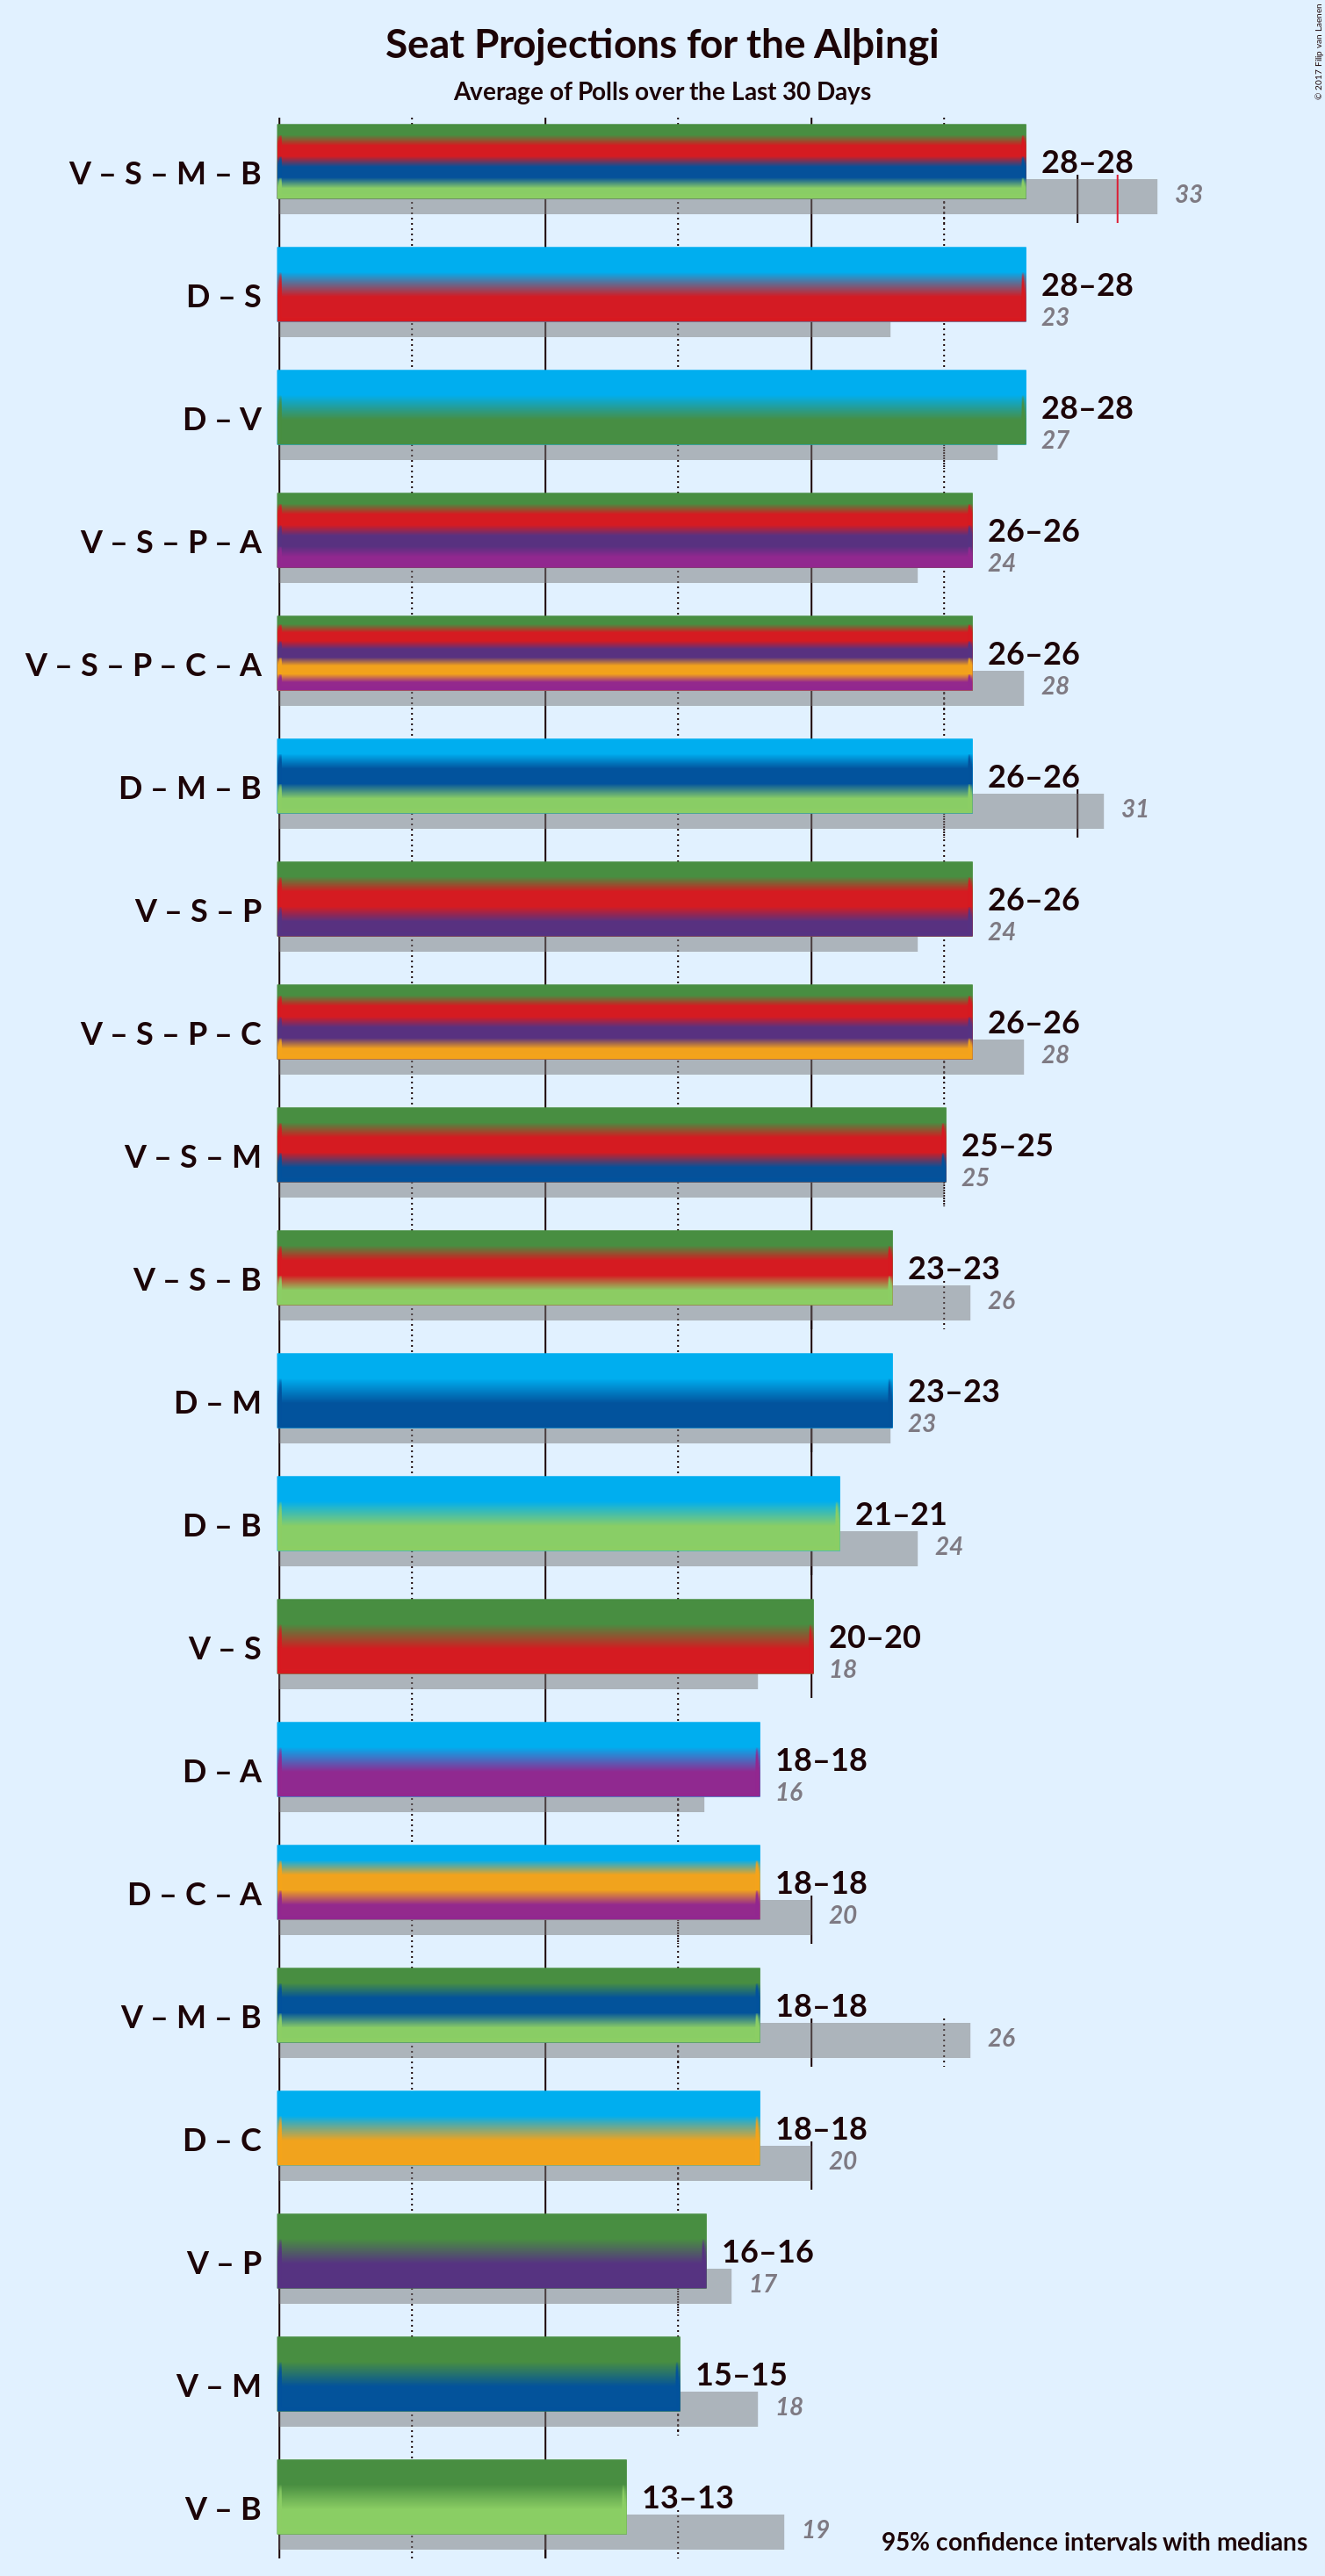 Seat Projections for the Alþingi
Average of Polls over the Last 30 Days
© 2017 Filip van Laenen
V – S – M – B
28–28
33
D – S
28–28
23
D – V
28–28
27
V – S – P – A
26–26
24
V – S – P – C – A
26–26
28
D – M – B
26–26
31
V – S – P
26–26
24
V – S – P – C
26–26
28
V – S – M
25–25
25
V – S – B
23–23
26
D – M
23–23
23
D – B
21–21
24
V – S
20–20
18
D – A
18–18
16
D – C – A
18–18
20
V – M – B
18–18
26
D – C
18–18
20
V – P
16–16
17
V – M
15–15
18
V – B
13–13
19
95% confidence intervals with medians